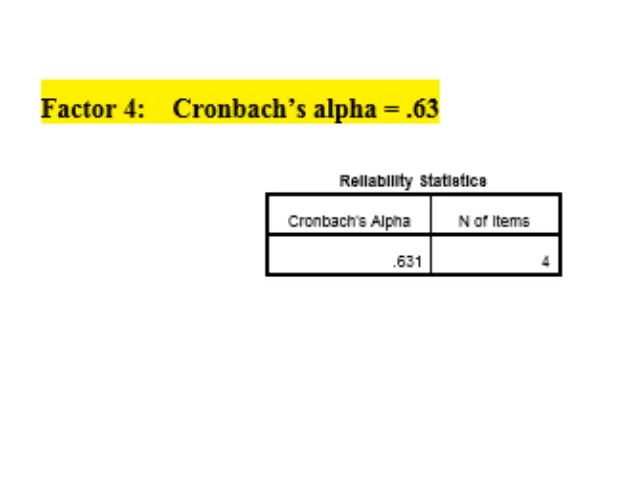 Factor 4: Cronbach's alpha = .63
Reliability Statistics
Cronbach's Alpha N of Items
.631 4